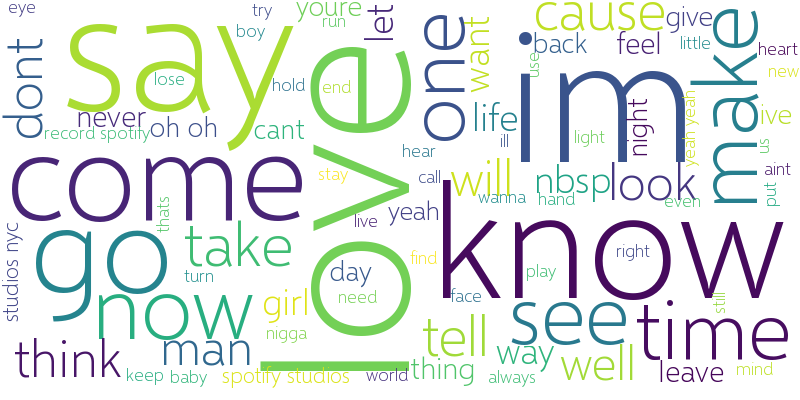 eye
say
try
boy
youre
run
let
one
want
cause
back
give
feel
little
make
heart
new
use
dont
lose
never
record spotify
oh oh
cant
hold
end
love
life
hear
ill
im
light
night
yeah yeah
ive
us
aint
put
come
go
take
thats
studios nyc
turn
now
stay
call
live
yeah
will
wanna
nbsp
hand
look
even
know
find
day
need
girl
nigga
face
play
right
see
still
time
think
man
keep
baby
spotify studios
world
tell
thing
way
always
well
leave
mind